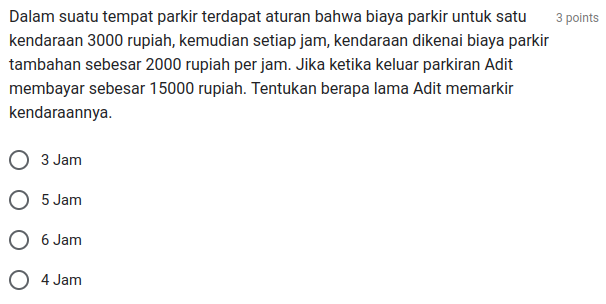 Dalam suatu tempat parkir terdapat aturan bahwa biaya parkir untuk satu
3 points
kendaraan 3000 rupiah, kemudian setiap jam, kendaraan dikenai biaya parkir
tambahan sebesar 2000 rupiah per jam. Jika ketika keluar parkiran Adit
membayar sebesar 15000 rupiah. Tentukan berapa lama Adit memarkir
kendaraannya.
3 Jam
5 Jam
6 Jam
4 Jam